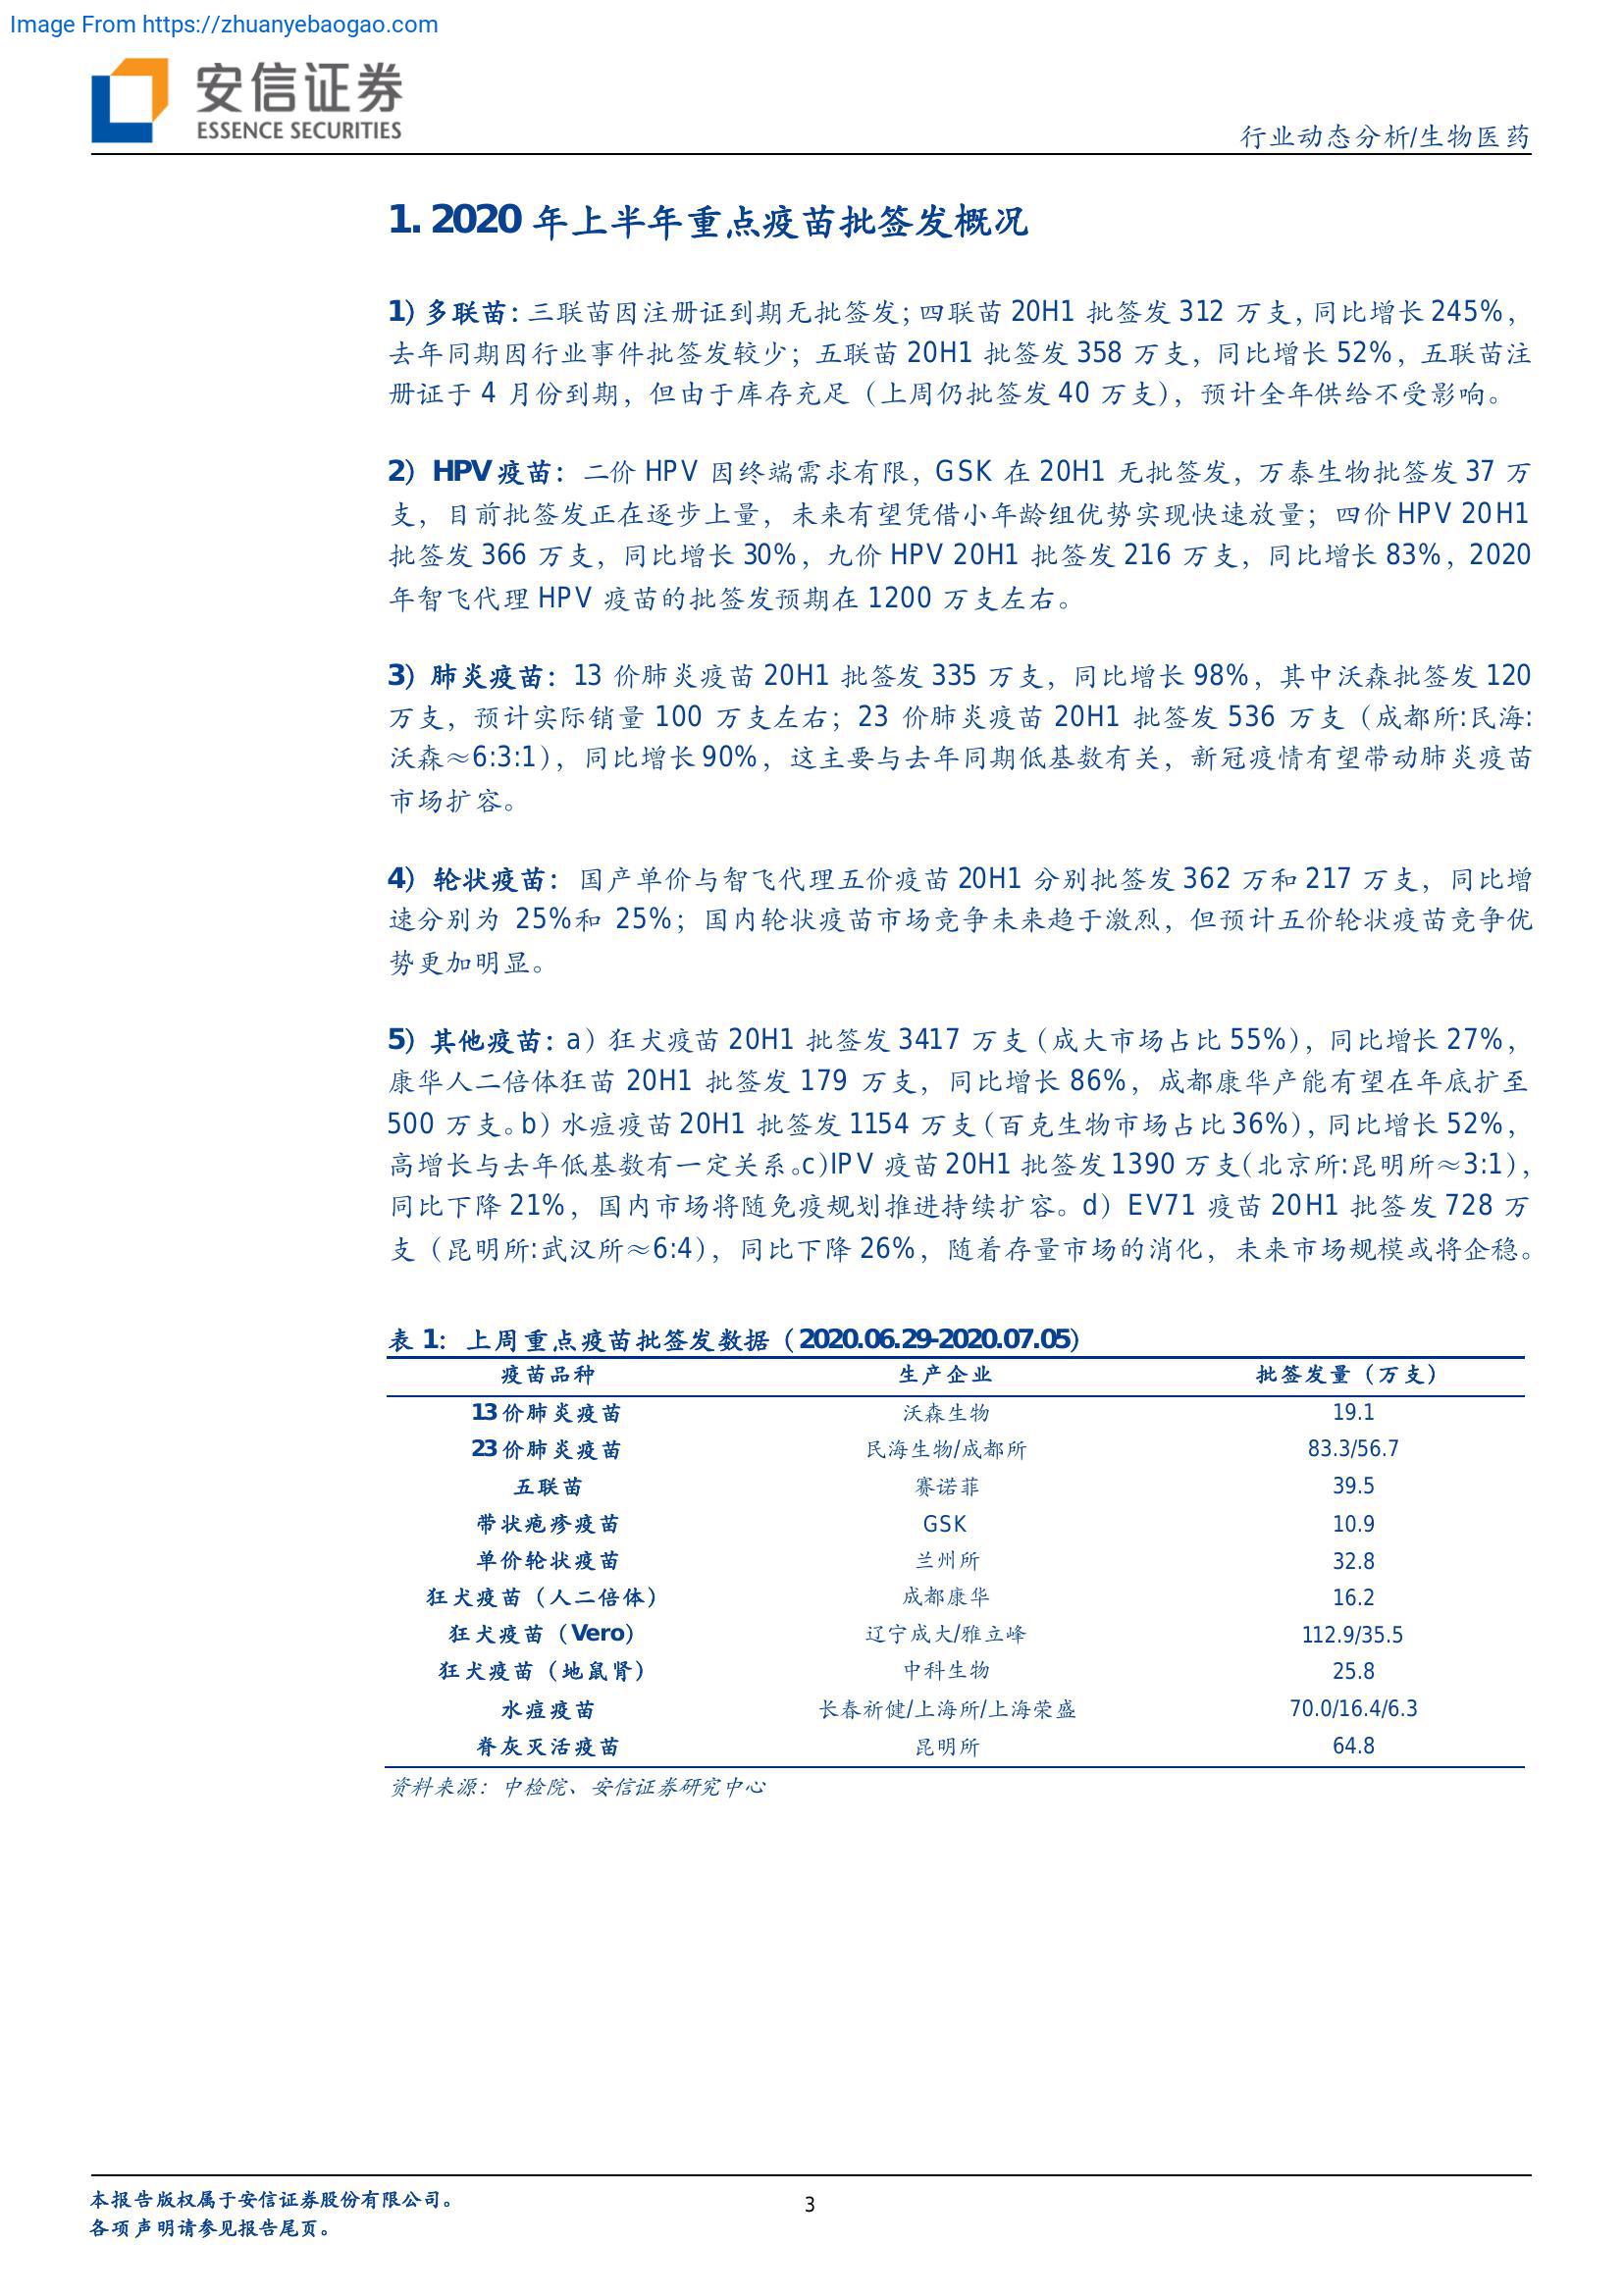 Image From https://zhuanyebaogao.com
安信证券
ESSENCE SECURITIES
行业动态分析/生物医药
1. 2020 年上半年重点疫苗批签发概况
1) 多联苗：三联苗因注册证到期无批签发；四联苗 20H1 批签发 312 万支，同比增长 245%，
去年同期因行业事件批签发较少；五联苗 20H1 批签发 358 万支，同比增长 52%，五联苗注
册证于 4 月份到期，但由于库存充足（上周仍批签发 40 万支），预计全年供给不受影响。
2) HPV 疫苗：二价 HPV 因终端需求有限，GSK 在 20H1 无批签发，万泰生物批签发 37 万
支，目前批签发正在逐步上量，未来有望凭借小年龄组优势实现快速放量；四价 HPV 20H1
批签发 366 万支，同比增长 30%，九价 HPV 20H1 批签发 216 万支，同比增长 83%，2020
年智飞代理 HPV 疫苗的批签发预期在 1200 万支左右。
3) 肺炎疫苗：13 价肺炎疫苗 20H1 批签发 335 万支，同比增长 98%，其中沃森批签发 120
万支，预计实际销量 100 万支左右；23 价肺炎疫苗 20H1 批签发 536 万支（成都所:民海:
沃森≈6:3:1），同比增长 90%，这主要与去年同期低基数有关，新冠疫情有望带动肺炎疫苗
市场扩容。
4) 轮状疫苗：国产单价与智飞代理五价疫苗 20H1 分别批签发 362 万和 217 万支，同比增
速分别为 25%和 25%；国内轮状疫苗市场竞争未来趋于激烈，但预计五价轮状疫苗竞争优
势更加明显。
5) 其他疫苗：a）狂犬疫苗 20H1 批签发 3417 万支（成大市场占比 55%），同比增长 27%，
康华人二倍体狂苗 20H1 批签发 179 万支，同比增长 86%，成都康华产能有望在年底扩至
500 万支。b）水痘疫苗 20H1 批签发 1154 万支（百克生物市场占比 36%），同比增长 52%，
高增长与去年低基数有一定关系。c)IPV 疫苗 20H1 批签发 1390 万支（北京所:昆明所≈3:1），
同比下降 21%，国内市场将随免疫规划推进持续扩容。d）EV71 疫苗 20H1 批签发 728 万
支（昆明所:武汉所≈6:4），同比下降 26%，随着存量市场的消化，未来市场规模或将企稳。
表 1：上周重点疫苗批签发数据（2020.06.29-2020.07.05）
疫苗品种 生产企业 批签发量（万支）
13 价肺炎疫苗 沃森生物 19.1
23 价肺炎疫苗 民海生物/成都所 83.3/56.7
五联苗 赛诺菲 39.5
带状疱疹疫苗 GSK 10.9
单价轮状疫苗 兰州所 32.8
狂犬疫苗（人二倍体） 成都康华 16.2
狂犬疫苗（Vero） 辽宁成大/雅立峰 112.9/35.5
狂犬疫苗（地鼠肾） 中科生物 25.8
水痘疫苗 长春祈健/上海所/上海荣盛 70.0/16.4/6.3
脊灰灭活疫苗 昆明所 64.8
资料来源：中检院、安信证券研究中心
本报告版权属于安信证券股份有限公司。
各项声明请参见报告尾页。
3